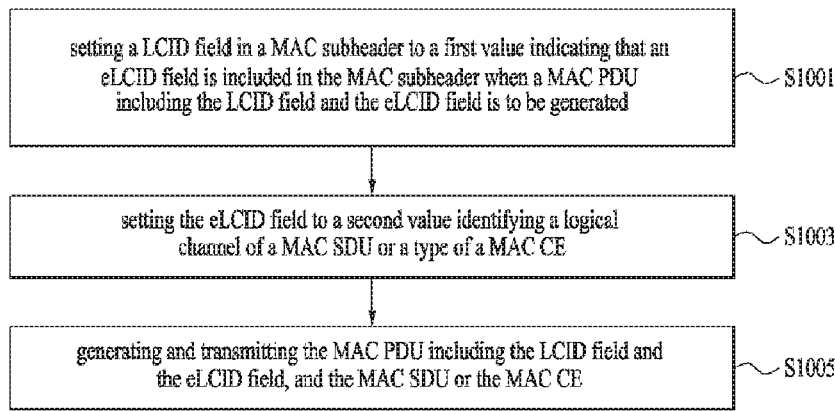 setting a LCID field in a MAC subheader to a first value indicating that an
eLCID field is included in the MAC subheader when a MAC PDU
including the LCID field and the eLCID field is to be generated
S1001
setting the eLCID field to a second value identifying a logical
channel of a MAC SDU or a type of a MAC CE
S1003
generating and transmitting the MAC PDU including the LCID field and
the eLCID field, and the MAC SDU or the MAC CE
S1005